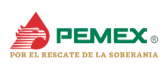 PEMEX®
POR EL RESCATE DE LA SOBERANIA